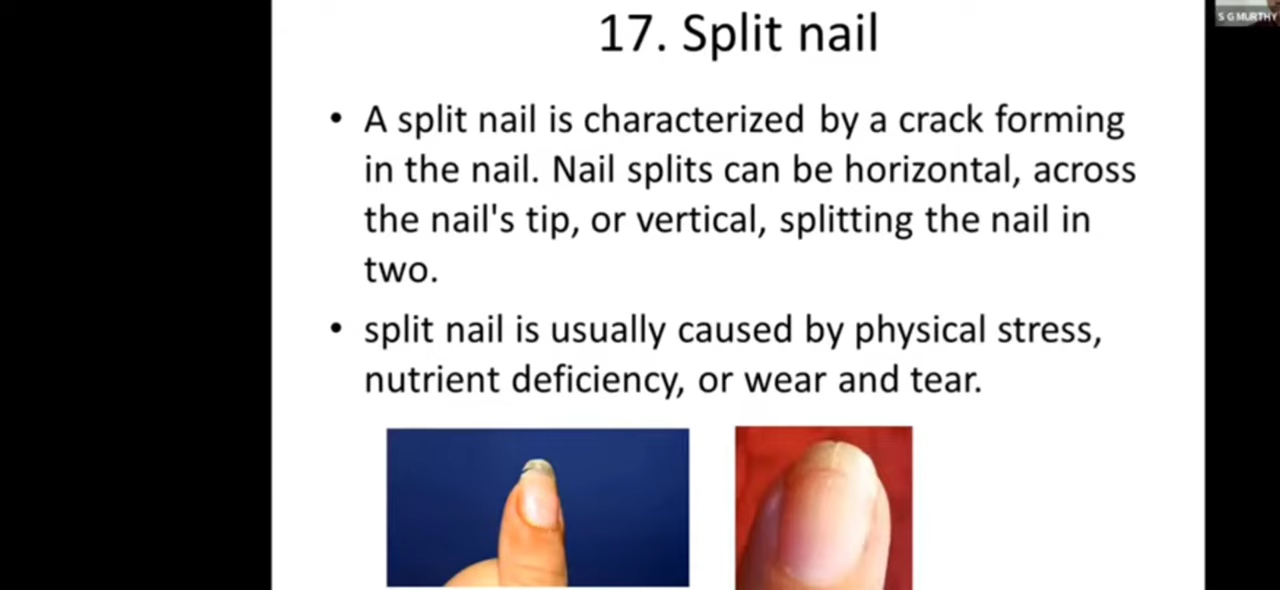 S G MURTHY
17. Split nail
• A split nail is characterized by a crack forming
in the nail. Nail splits can be horizontal, across
the nail's tip, or vertical, splitting the nail in
two.
• split nail is usually caused by physical stress,
nutrient deficiency, or wear and tear.